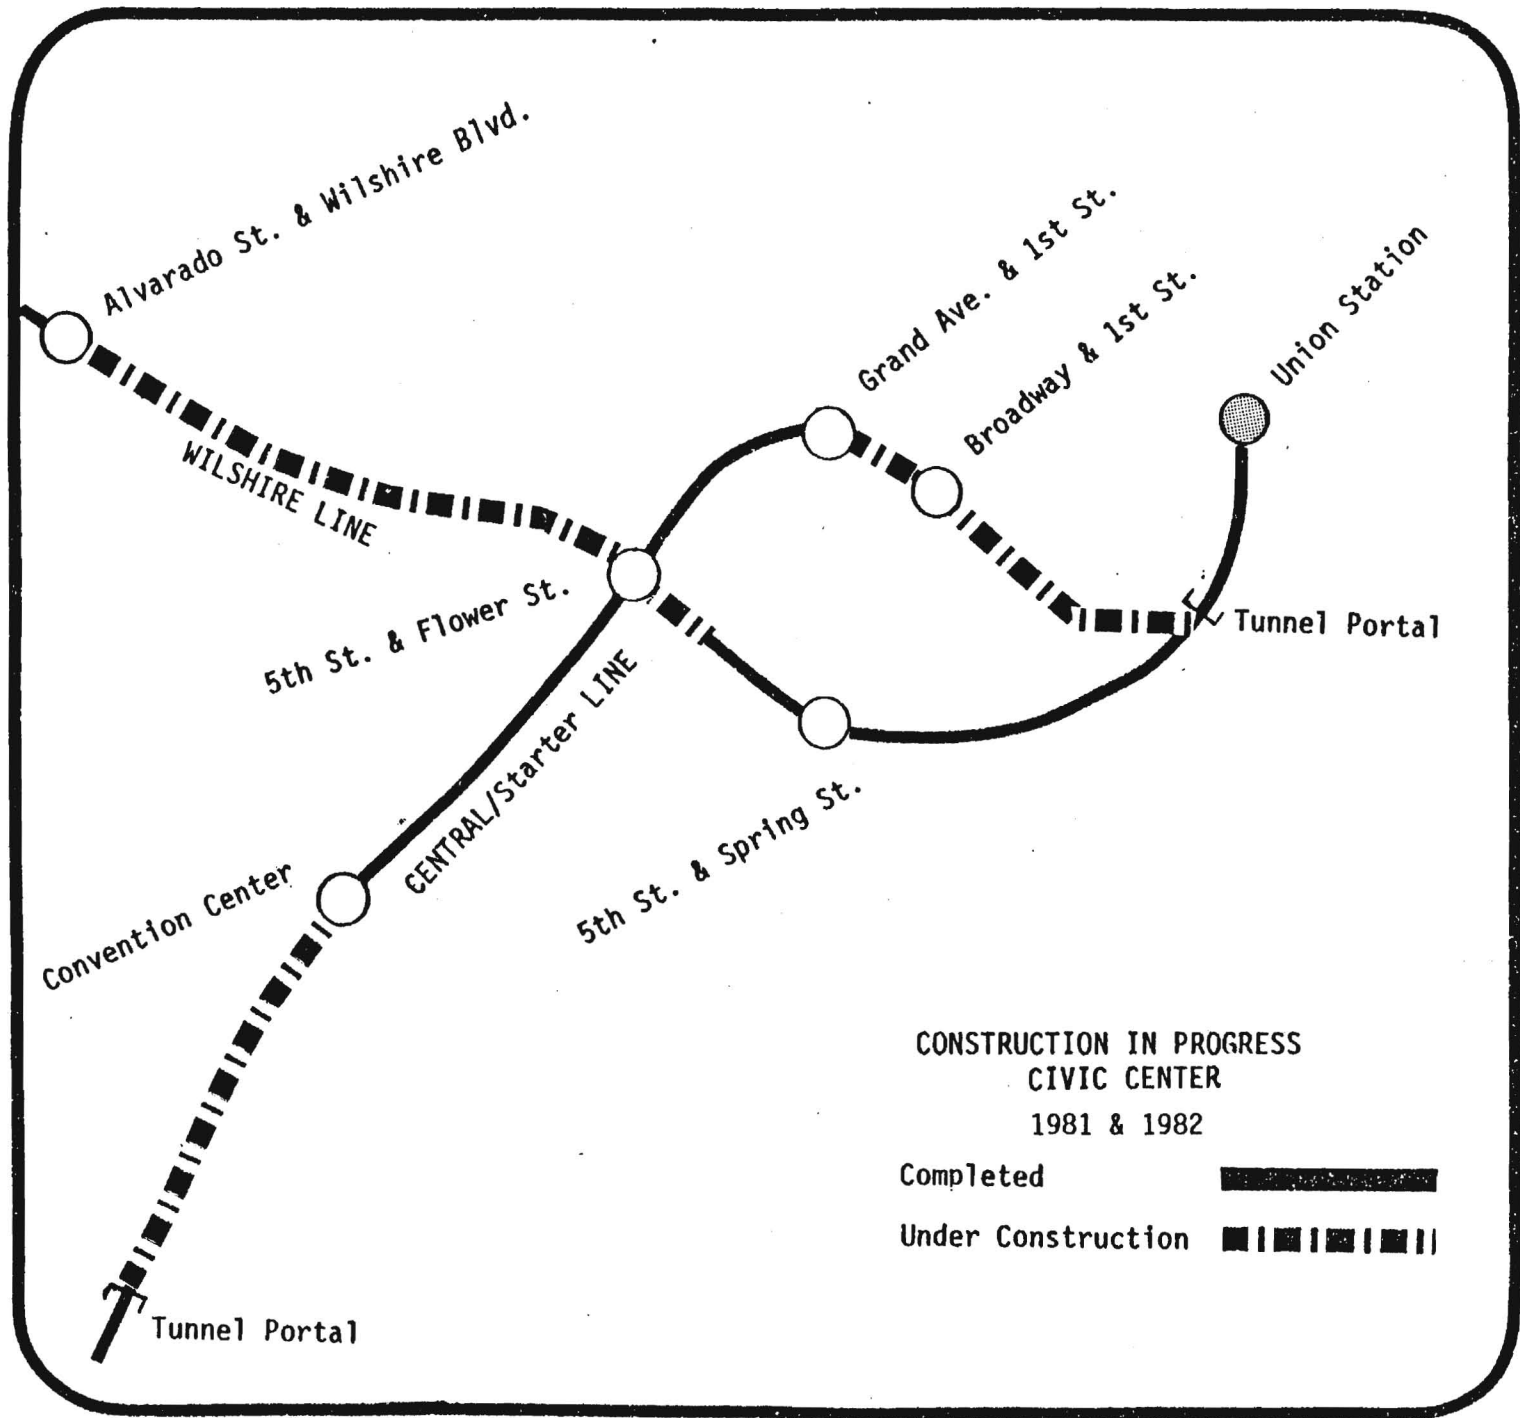 Alvarado St. & Wilshire Blvd.
Grand Ave. & 1st St.
Broadway & 1st St.
Union Station
WILSHIRE LINE
5th St. & Flower St.
Tunnel Portal
CENTRAL/Starter LINE
5th St. & Spring St.
Convention Center
CONSTRUCTION IN PROGRESS
CIVIC CENTER
1981 & 1982
Completed
Under Construction
Tunnel Portal